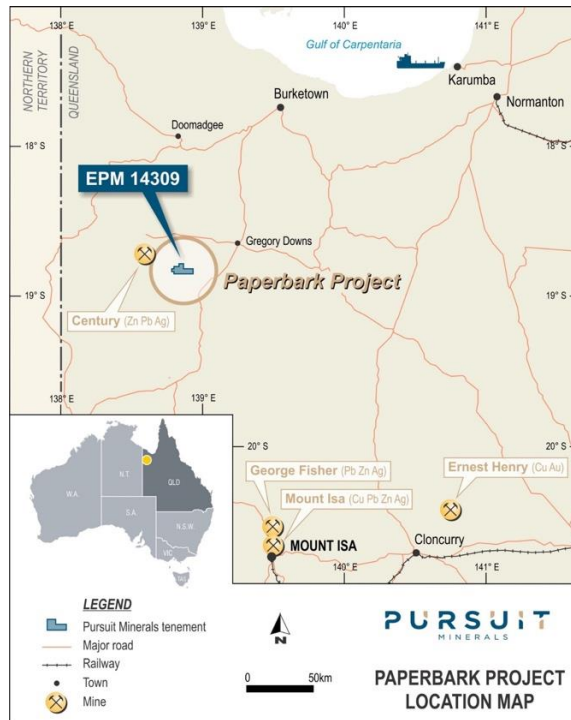 138° E
139° E
140° E
141° E
Gulf of Carpentaria
NORTHERN TERRITORY
QUEENSLAND
Karumba
Burketown
Normanton
Doomadgee
18° S
18° S
EPM 14309
Gregory Downs
Paperbark Project
19° S
19° S
Century (Zn Pb Ag)
138° E
139° E
20° S
20° S
George Fisher (Pb Zn Ag)
Ernest Henry (Cu Au)
Mount Isa (Cu Pb Zn Ag)
MOUNT ISA
Cloncurry
140° E
141° E
W.A.
N.T.
QLD
S.A.
N.S.W.
VIC
TAS
LEGEND
Pursuit Minerals tenement
Major road
Railway
Town
Mine
N
0 50km
PURSUIT
MINERALS
PAPERBARK PROJECT
LOCATION MAP